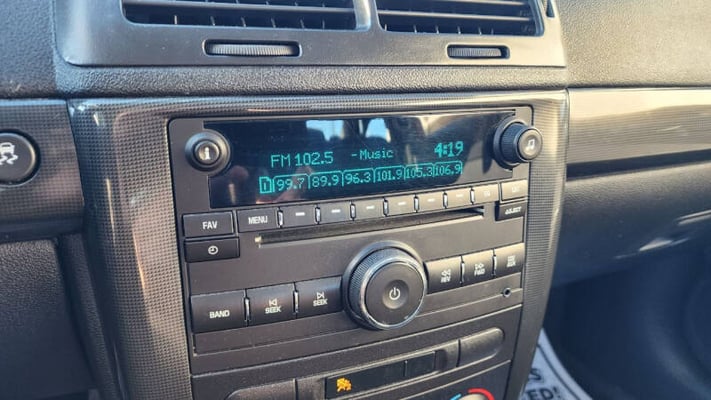 FM 102.5 -Music 4:19
1 99.7 89.9 96.3 101.9 105.3 106.9
FAV MENU
BAND SEEK SEEK REV FWD